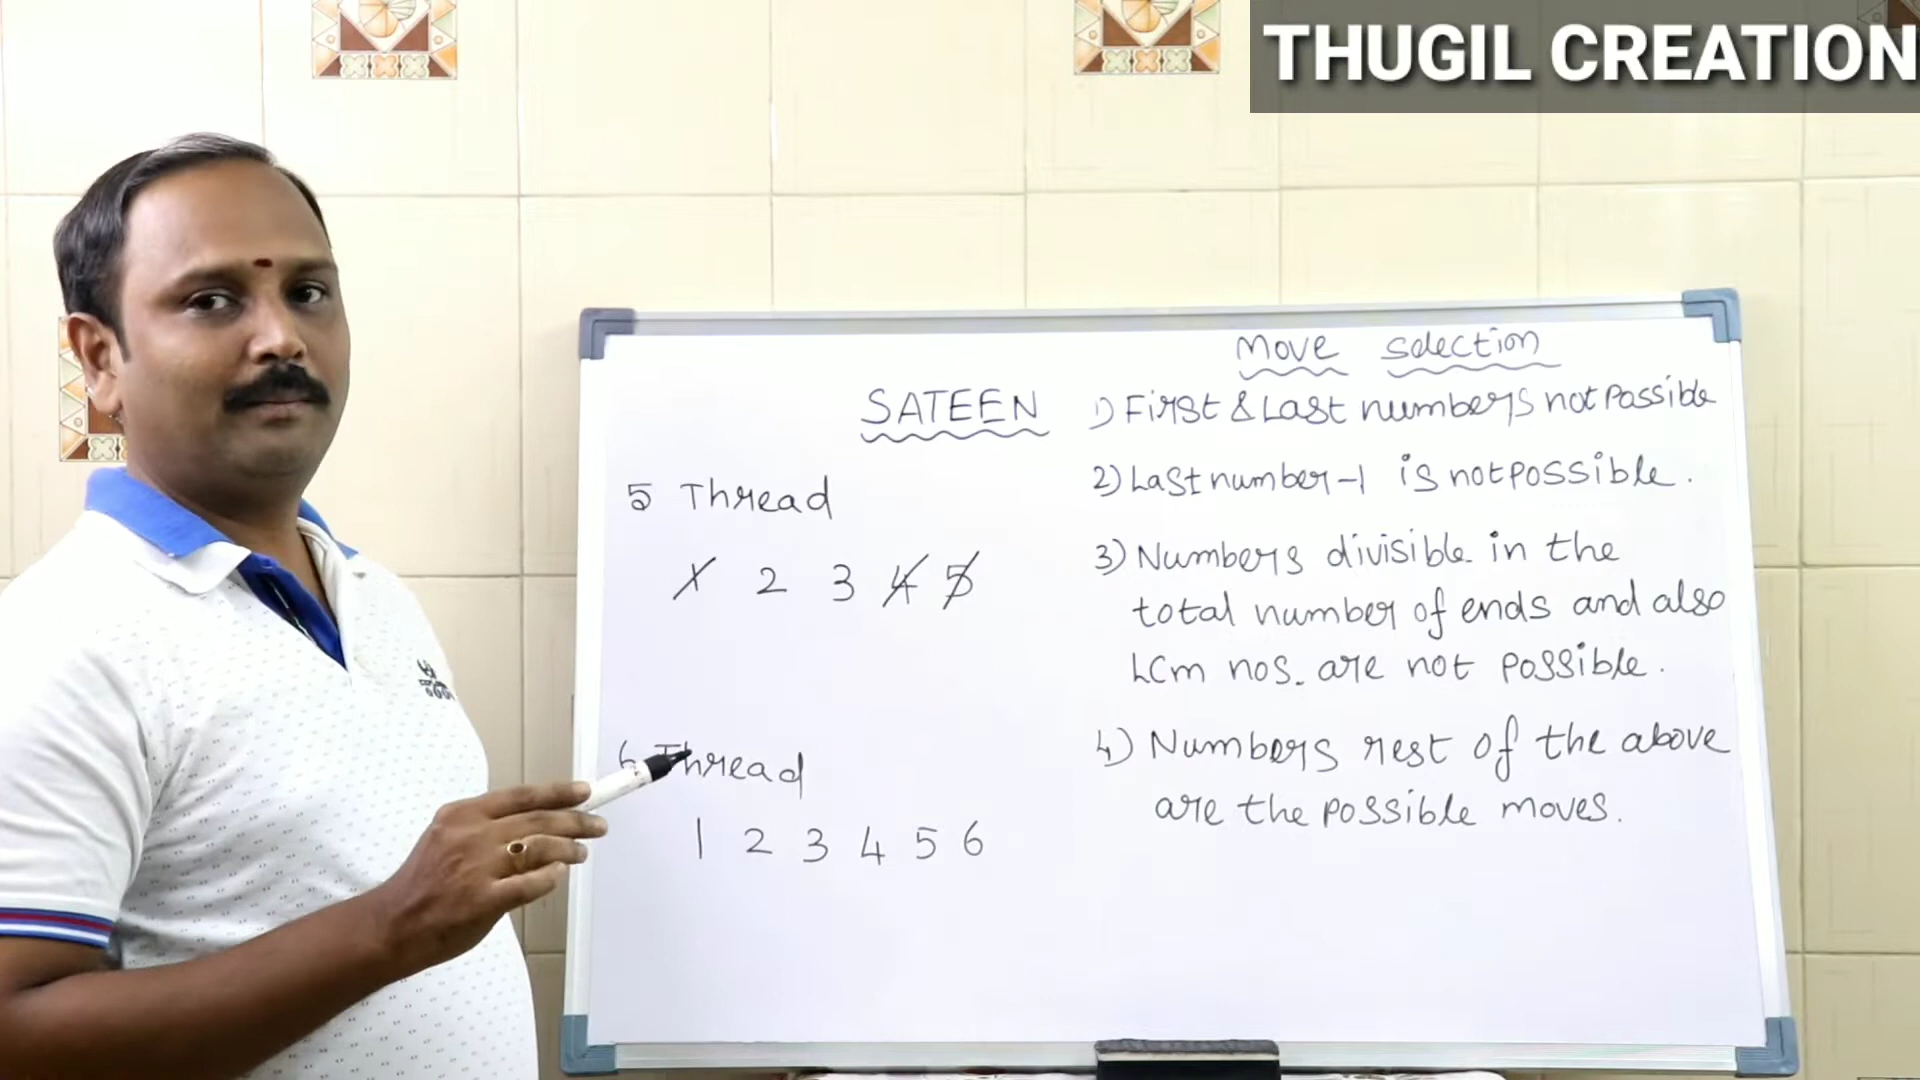 THUGIL CREATION
Move Selection
SATEEN
5 Thread
1 2 3 4 5
6 Thread
1 2 3 4 5 6
1) First & Last numbers not Possible
2) Last number-1 is not possible.
3) Numbers divisible in the
total number of ends and also
LCm nos. are not possible.
4) Numbers rest of the above
are the possible moves.